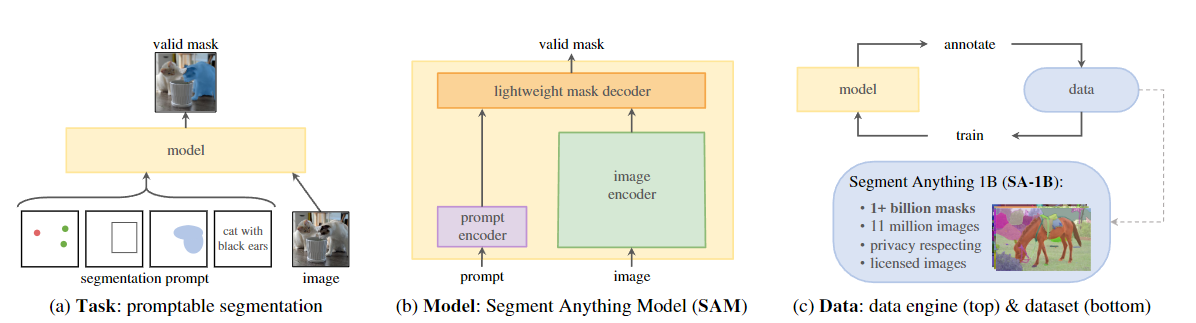 valid mask
model
cat with
black ears
segmentation prompt
image
(a) Task: promptable segmentation
valid mask
lightweight mask decoder
image
encoder
prompt
encoder
prompt
image
(b) Model: Segment Anything Model (SAM)
annotate
model
data
train
Segment Anything 1B (SA-1B):
• 1+ billion masks
• 11 million images
• privacy respecting
• licensed images
(c) Data: data engine (top) & dataset (bottom)